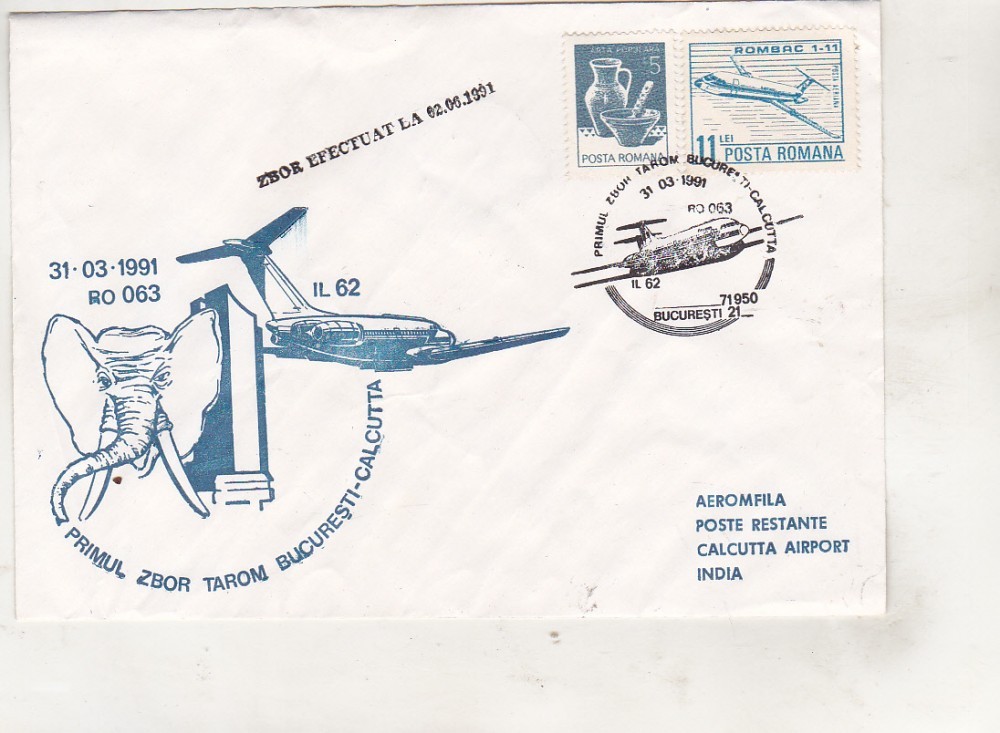 ZBOR EFECTUAT LA 02.06.1991
ARTA POPULARĂ
5
POSTA ROMANA
ROMBAC 1-11
POSTA AERIANA
11 LEI
POSTA ROMANA
PRIMUL ZBOR TAROM BUCUREȘTI-CALCUTTA
31 03·1991
RO 063
IL 62
71950
BUCUREȘTI 21
31·03·1991
RO 063
IL 62
PRIMUL ZBOR TAROM BUCUREȘTI-CALCUTTA
AEROMFILA
POSTE RESTANTE
CALCUTTA AIRPORT
INDIA